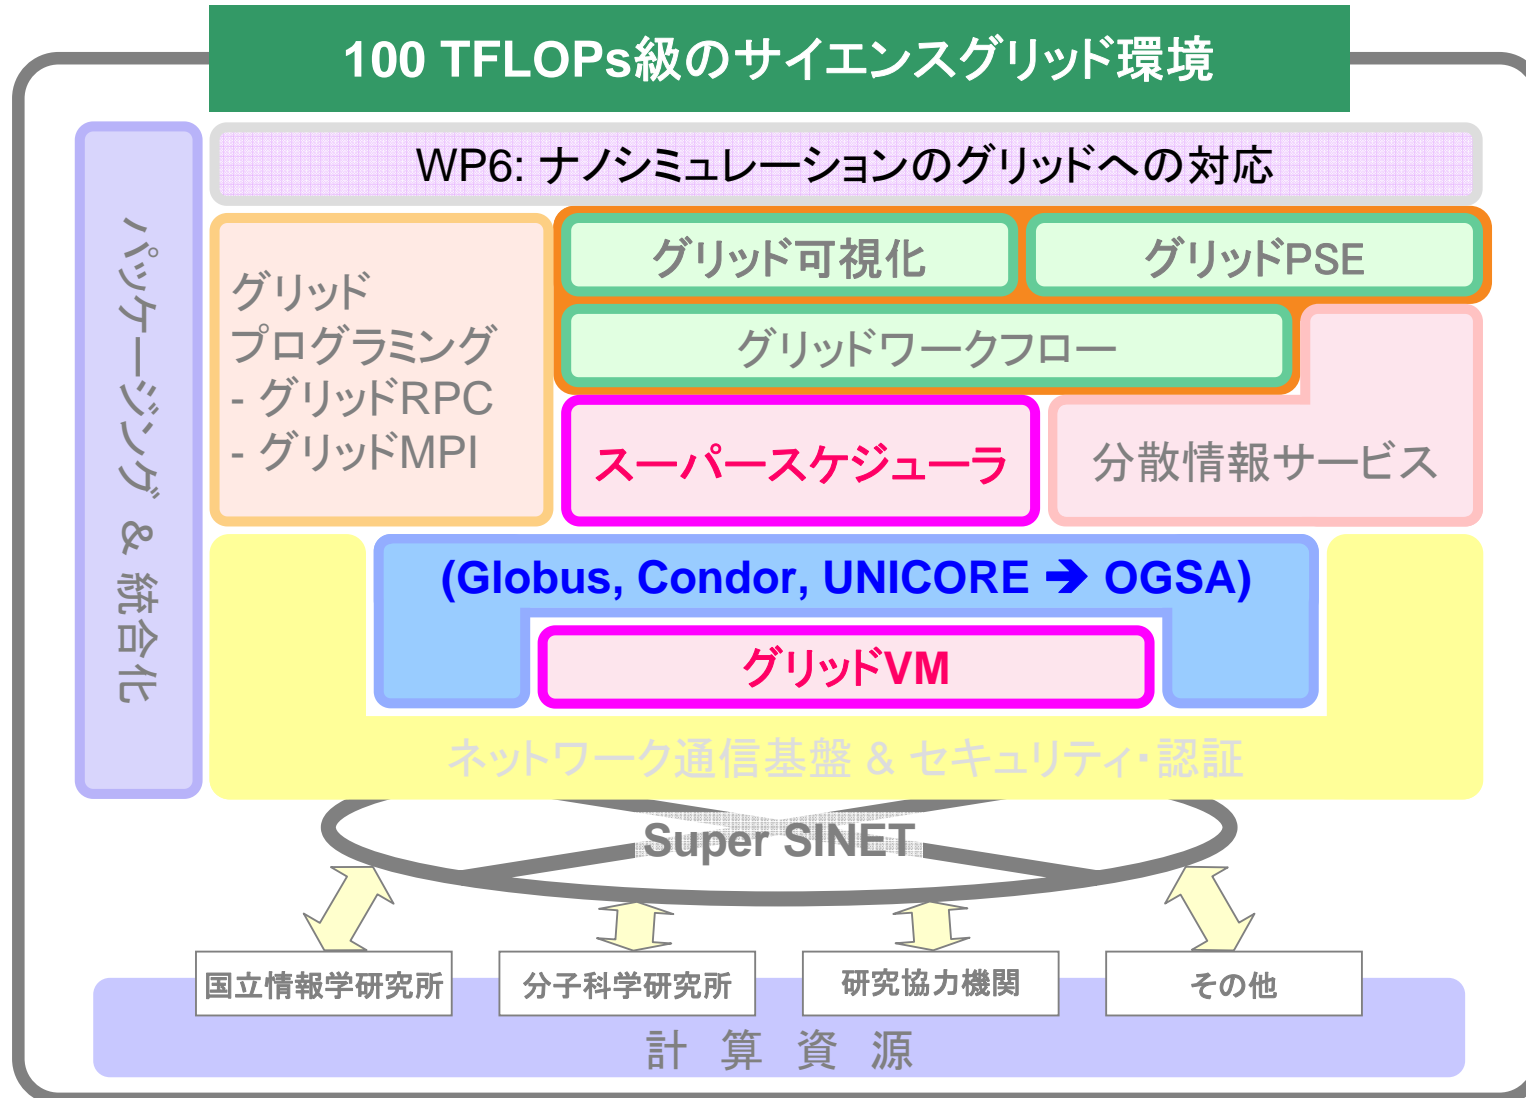 100 TFLOPs級のサイエンスグリッド環境
WP6: ナノシミュレーションのグリッドへの対応
パッケージング & 統合化
グリッド
プログラミング
- グリッドRPC
- グリッドMPI
グリッド可視化
グリッドPSE
グリッドワークフロー
スーパースケジューラ
分散情報サービス
(Globus, Condor, UNICORE ➔ OGSA)
グリッドVM
ネットワーク通信基盤 & セキュリティ・認証
Super SINET
国立情報学研究所
分子科学研究所
研究協力機関
その他
計 算 資 源